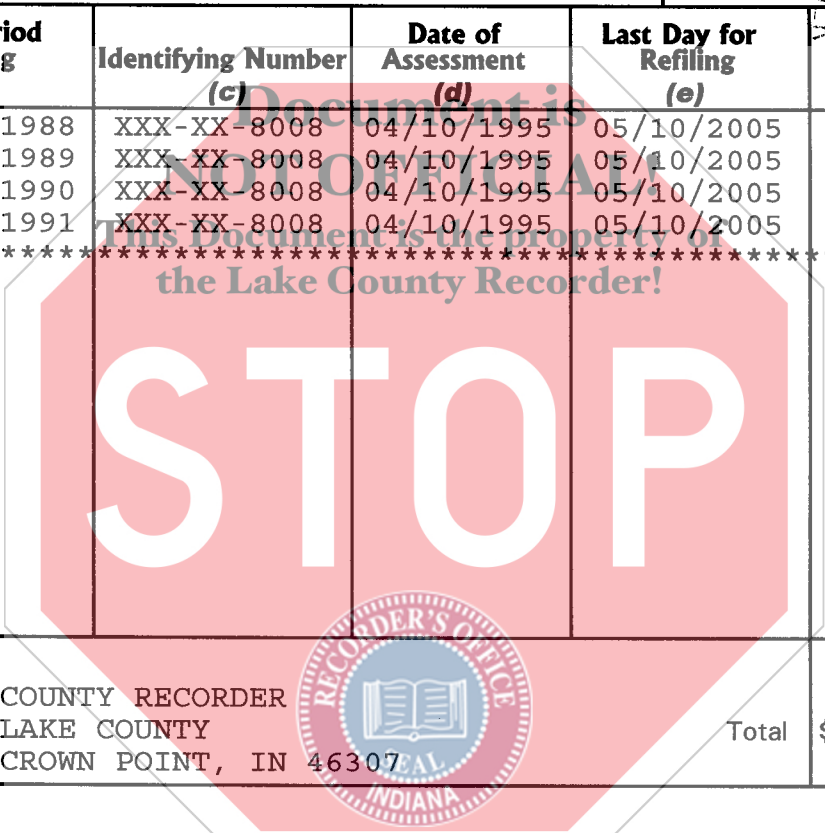 riod Date of Last Day for
g Identifying Number Assessment Refiling
(c) (d) (e)
Document is
1988 XXX-XX-8008 04/10/1995 05/10/2005
1989 XXX-XX-8008 04/10/1995 05/10/2005
NOT OFFICIAL!
1990 XXX-XX-8008 04/10/1995 05/10/2005
1991 XXX-XX-8008 04/10/1995 05/10/2005
This Document is the property of
the Lake County Recorder!
STOP
RECORDER'S OFFICE
COUNTY RECORDER
LAKE COUNTY Total $
CROWN POINT, IN 46307
SEAL
INDIANA